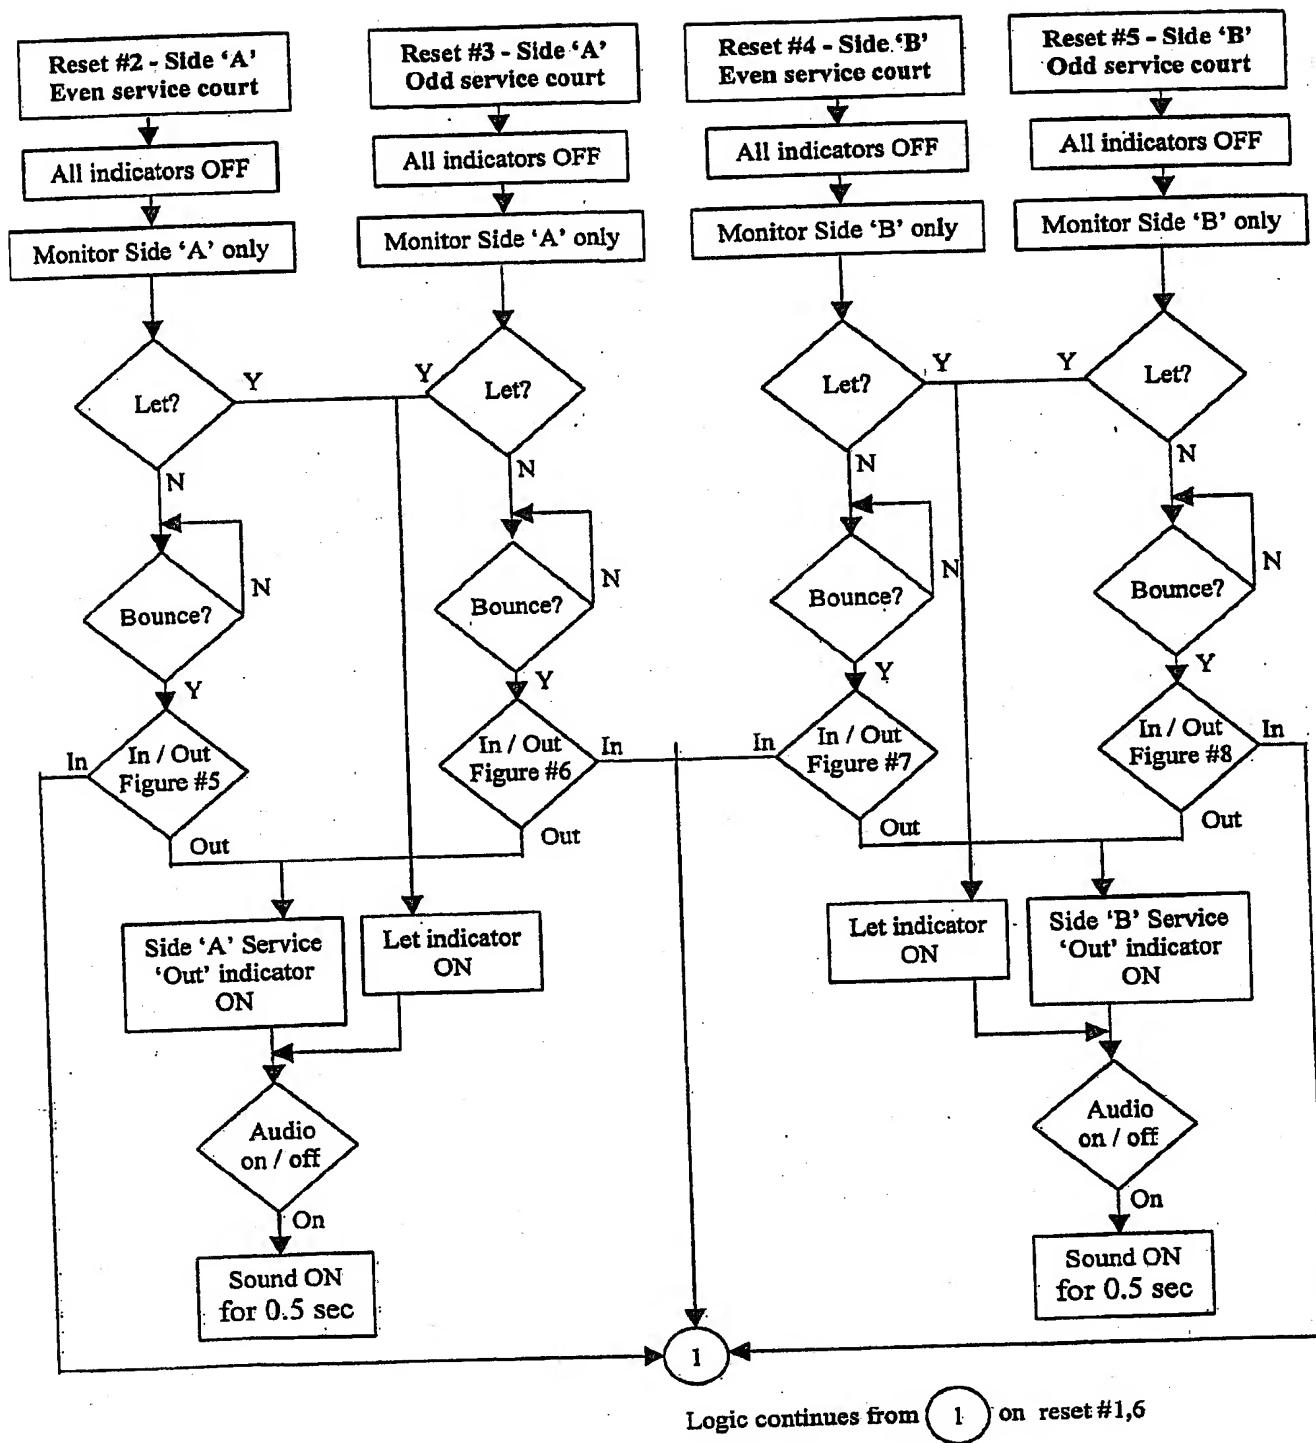 Reset #2 - Side ‘A’
Even service court
Reset #3 - Side ‘A’
Odd service court
Reset #4 - Side ‘B’
Even service court
Reset #5 - Side ‘B’
Odd service court
All indicators OFF
All indicators OFF
All indicators OFF
All indicators OFF
Monitor Side ‘A’ only
Monitor Side ‘A’ only
Monitor Side ‘B’ only
Monitor Side ‘B’ only
Let?
Y
Y
Let?
Let?
Y
Y
Let?
N
N
N
N
Bounce?
N
Bounce?
N
Bounce?
N
Bounce?
N
Y
Y
Y
Y
In
In / Out
Figure #5
In / Out
Figure #6
In
In
In / Out
Figure #7
In / Out
Figure #8
In
Out
Out
Out
Out
Side ‘A’ Service
‘Out’ indicator
ON
Let indicator
ON
Let indicator
ON
Side ‘B’ Service
‘Out’ indicator
ON
Audio
on / off
Audio
on / off
On
On
Sound ON
for 0.5 sec
Sound ON
for 0.5 sec
1
Logic continues from 1 on reset #1,6